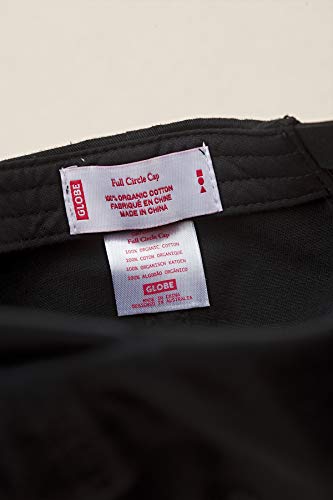 GLOBE
Full Circle Cap
100% ORGANIC COTTON
FABRIQUÉ EN CHINE
MADE IN CHINA
Full Circle Cap
100% ORGANIC COTTON
100% COTON ORGANIQUE
100% ORGANISCH KATOEN
100% ALGODÃO ORGÂNICO
GLOBE
MADE IN CHINA
DESIGNED IN AUSTRALIA